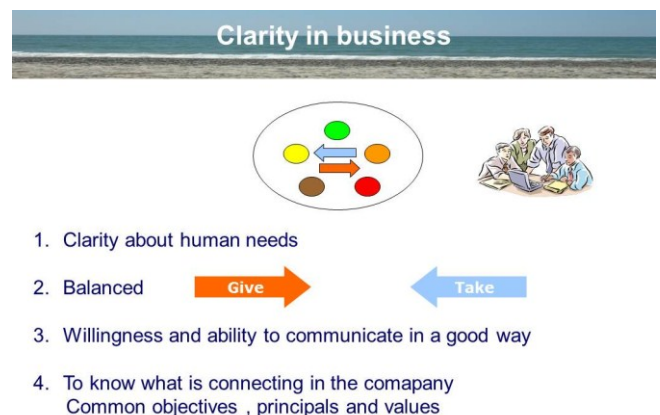 Clarity in business
1. Clarity about human needs
2. Balanced Give Take
3. Willingness and ability to communicate in a good way
4. To know what is connecting in the comapany
Common objectives , principals and values